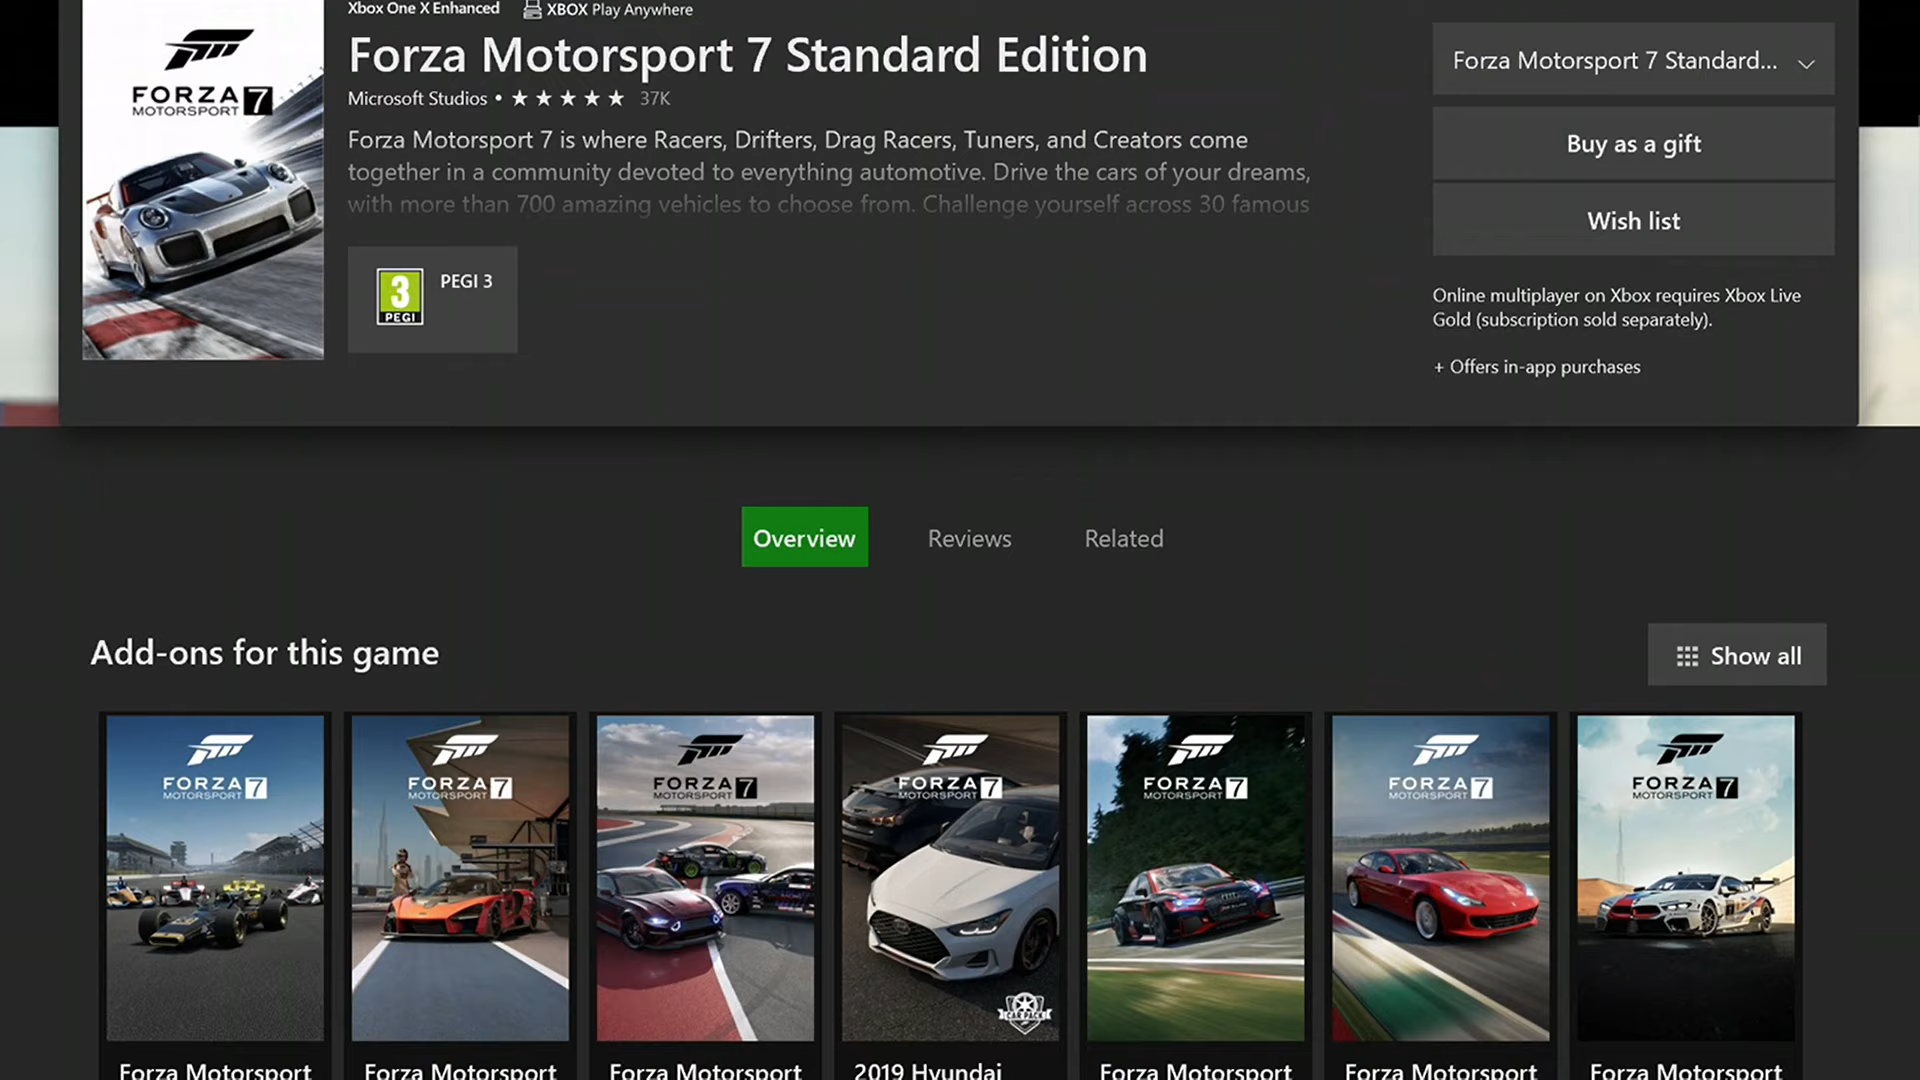 Xbox One X Enhanced XBOX Play Anywhere
Forza Motorsport 7 Standard Edition
Microsoft Studios • ★ ★ ★ ★ ★ 37K
Forza Motorsport 7 is where Racers, Drifters, Drag Racers, Tuners, and Creators come
together in a community devoted to everything automotive. Drive the cars of your dreams,
with more than 700 amazing vehicles to choose from. Challenge yourself across 30 famous
FORZA
MOTORSPORT 7
3
PEGI
PEGI 3
Forza Motorsport 7 Standard...
Buy as a gift
Wish list
Online multiplayer on Xbox requires Xbox Live
Gold (subscription sold separately).
+ Offers in-app purchases
Overview Reviews Related
Add-ons for this game
Show all
FORZA
MOTORSPORT 7
FORZA
MOTORSPORT 7
FORZA
MOTORSPORT 7
FORZA
MOTORSPORT 7
FORZA
MOTORSPORT 7
FORZA
MOTORSPORT 7
FORZA
MOTORSPORT 7
CAR PACK
Forza Motorsport
Forza Motorsport
Forza Motorsport
2019 Hyundai
Forza Motorsport
Forza Motorsport
Forza Motorsport